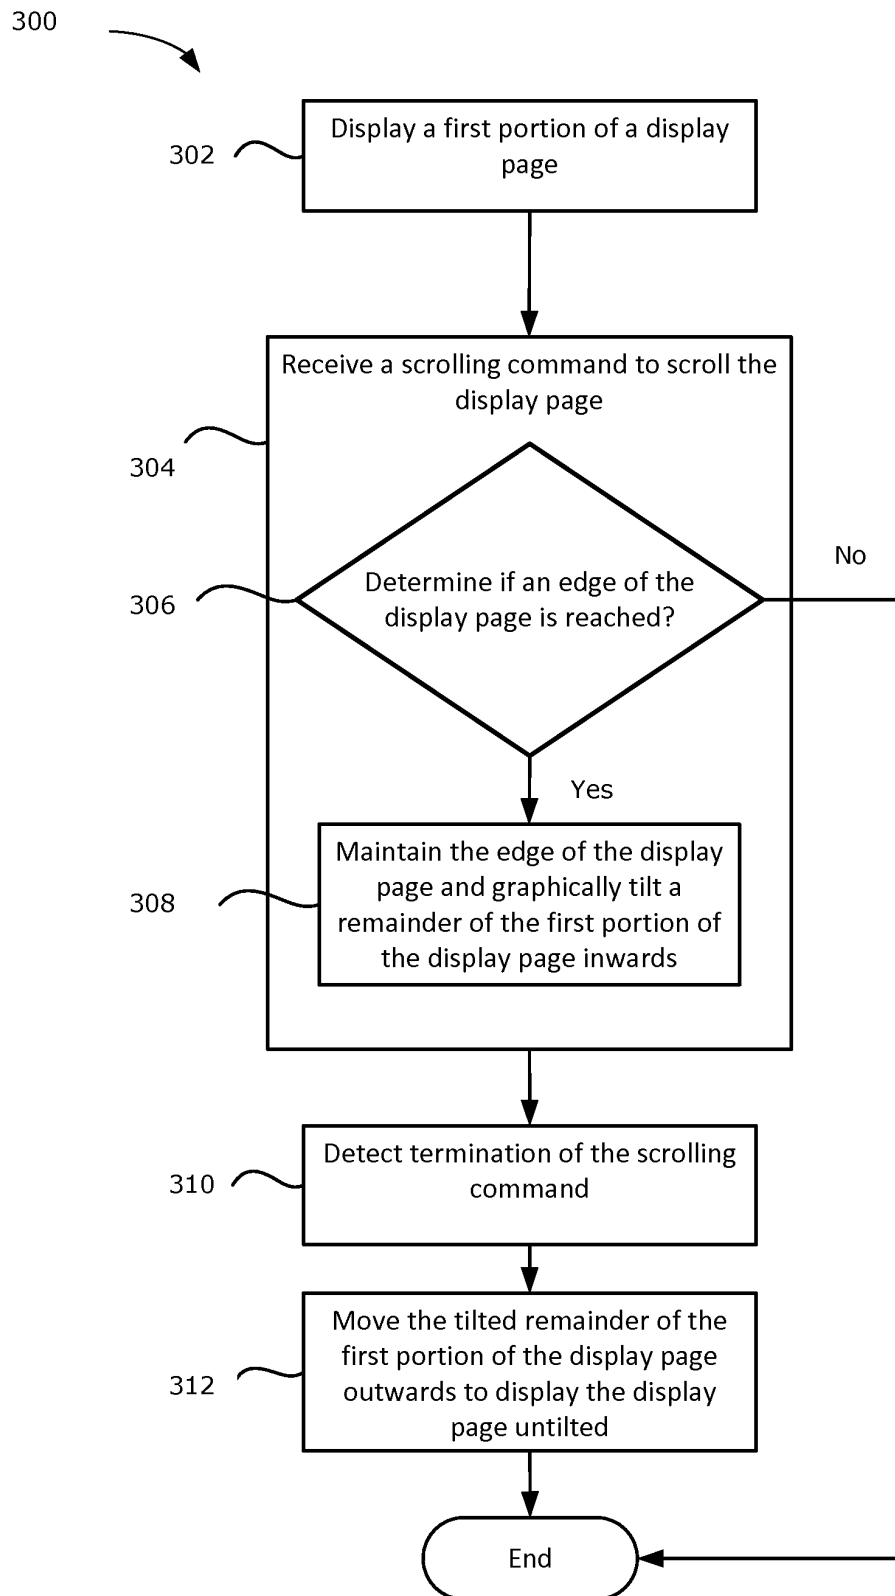 300
Display a first portion of a display
page
302
Receive a scrolling command to scroll the
display page
304
No
Determine if an edge of the
display page is reached?
306
Yes
Maintain the edge of the display
page and graphically tilt a
remainder of the first portion of
the display page inwards
308
Detect termination of the scrolling
command
310
Move the tilted remainder of the
first portion of the display page
outwards to display the display
page untilted
312
End